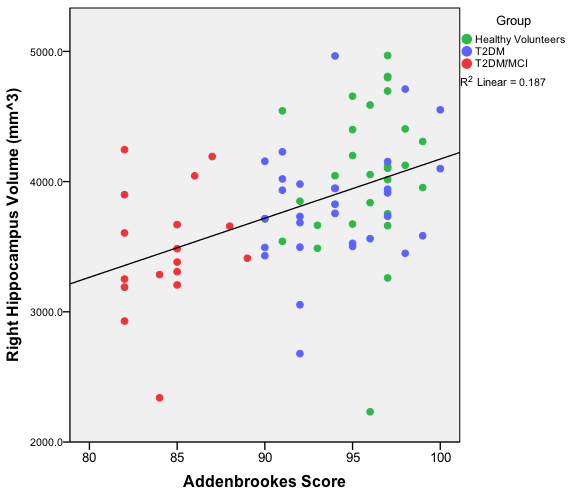 Group
Healthy Volunteers
T2DM
T2DM/MCI
R2 Linear = 0.187
Right Hippocampus Volume (mm^3)
5000.0
4000.0
3000.0
2000.0
80 85 90 95 100
Addenbrookes Score